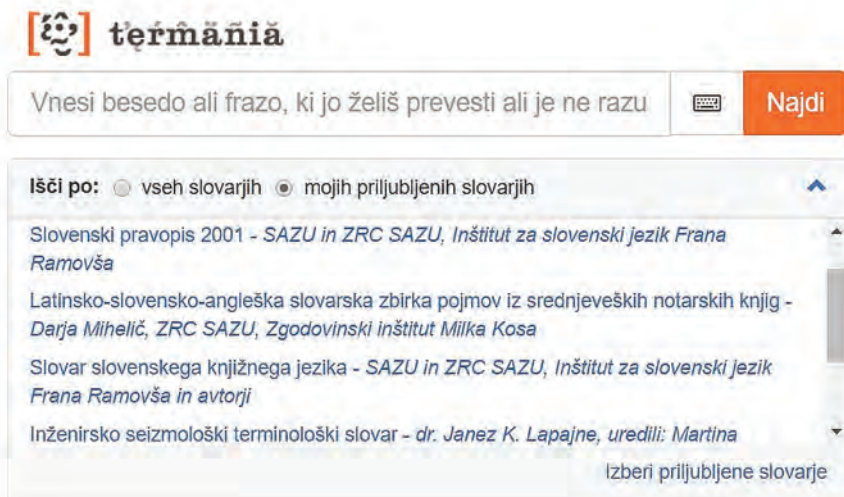 [ ] t̓ęŕm̂än̈iă
Vnesi besedo ali frazo, ki jo želiš prevesti ali je ne razu
Najdi
Išči po: vseh slovarjih mojih priljubljenih slovarjih
Slovenski pravopis 2001 - SAZU in ZRC SAZU, Inštitut za slovenski jezik Frana
Ramovša
Latinsko-slovensko-angleška slovarska zbirka pojmov iz srednjeveških notarskih knjig -
Darja Mihelič, ZRC SAZU, Zgodovinski inštitut Milka Kosa
Slovar slovenskega knjižnega jezika - SAZU in ZRC SAZU, Inštitut za slovenski jezik
Frana Ramovša in avtorji
Inženirsko seizmološki terminološki slovar - dr. Janez K. Lapajne, uredili: Martina
Izberi priljubljene slovarje